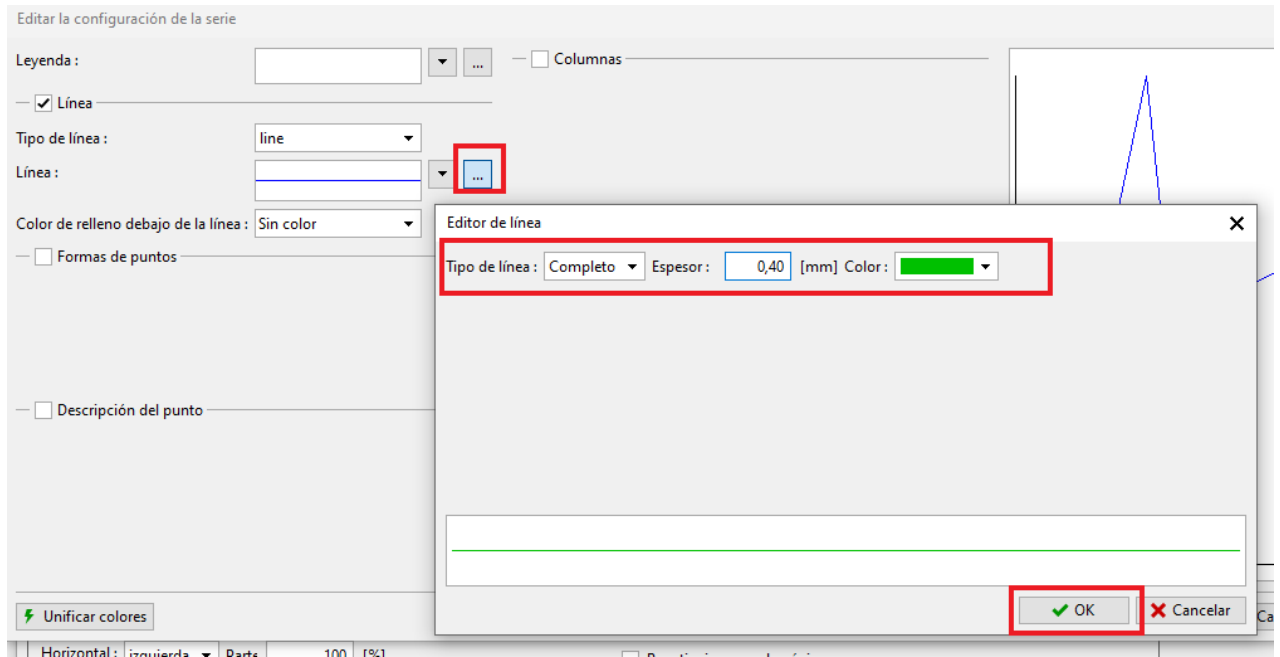 Editar la configuración de la serie
Leyenda :
...
Columnas
Línea
Tipo de línea :
line
Línea :
...
Color de relleno debajo de la línea :
Sin color
Formas de puntos
Descripción del punto
Unificar colores
Editor de línea
Tipo de línea : Completo Espesor : 0,40 [mm] Color :
OK
Cancelar
Ca
Horizontal : izquierda Parte 100 [%]